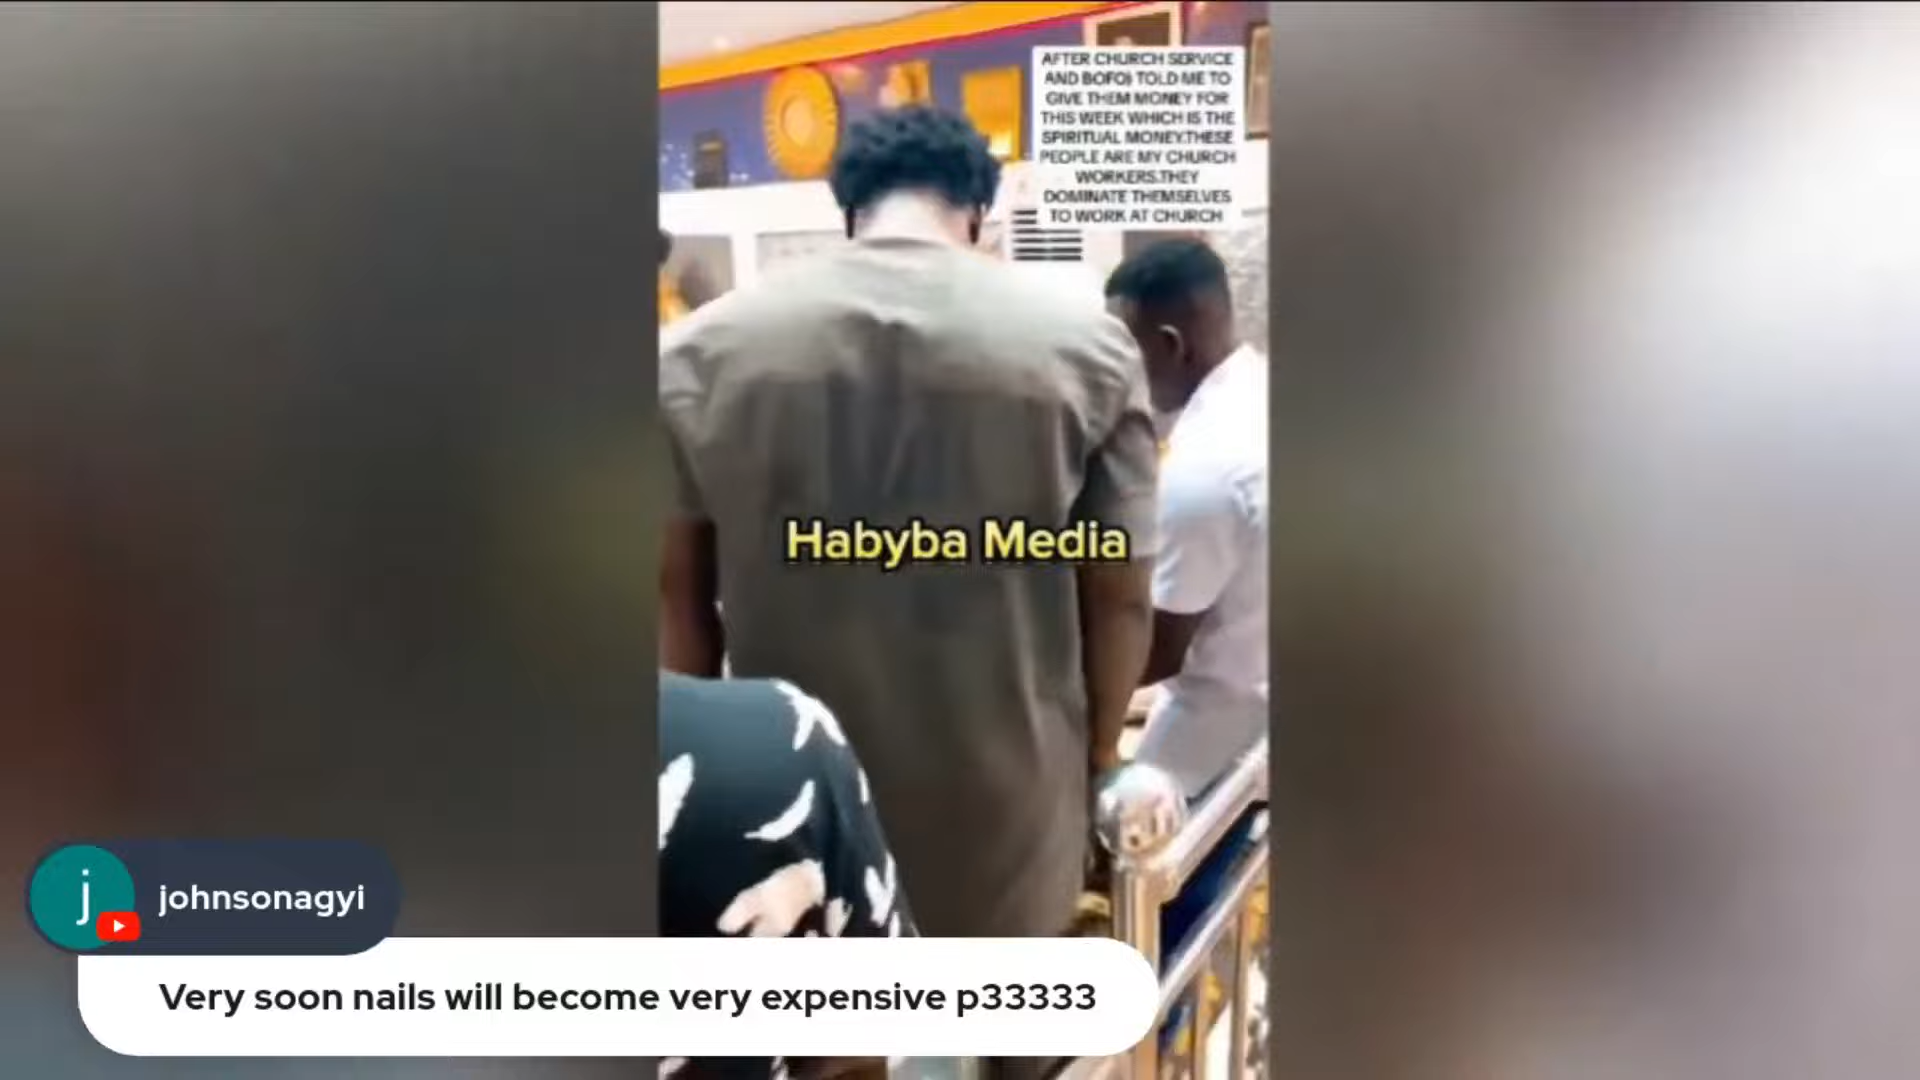 AFTER CHURCH SERVICE
AND BOFO) TOLD ME TO
GIVE THEM MONEY FOR
THIS WEEK WHICH IS THE
SPIRITUAL MONEY.THESE
PEOPLE ARE MY CHURCH
WORKERS.THEY
DOMINATE THEMSELVES
TO WORK AT CHURCH
Habyba Media
j
johnsonagyi
Very soon nails will become very expensive p33333